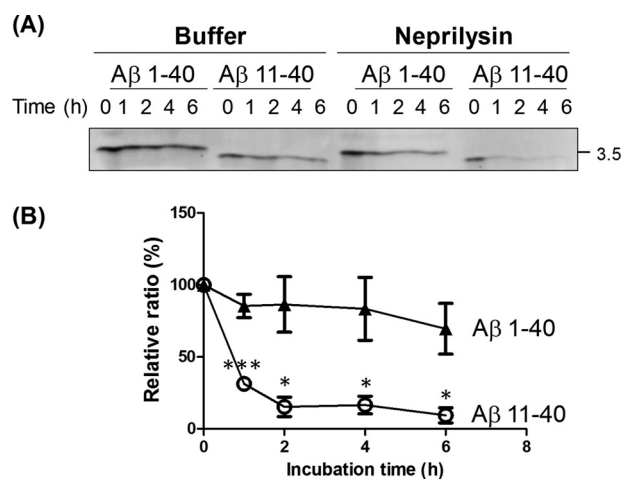 (A)
Buffer Neprilysin
Aβ 1-40 Aβ 11-40 Aβ 1-40 Aβ 11-40
Time (h) 0 1 2 4 6 0 1 2 4 6 0 1 2 4 6 0 1 2 4 6
3.5
(B)
150
100
50
0
Relative ratio (%)
***
*
*
*
Aβ 1-40
Aβ 11-40
0 2 4 6 8
Incubation time (h)